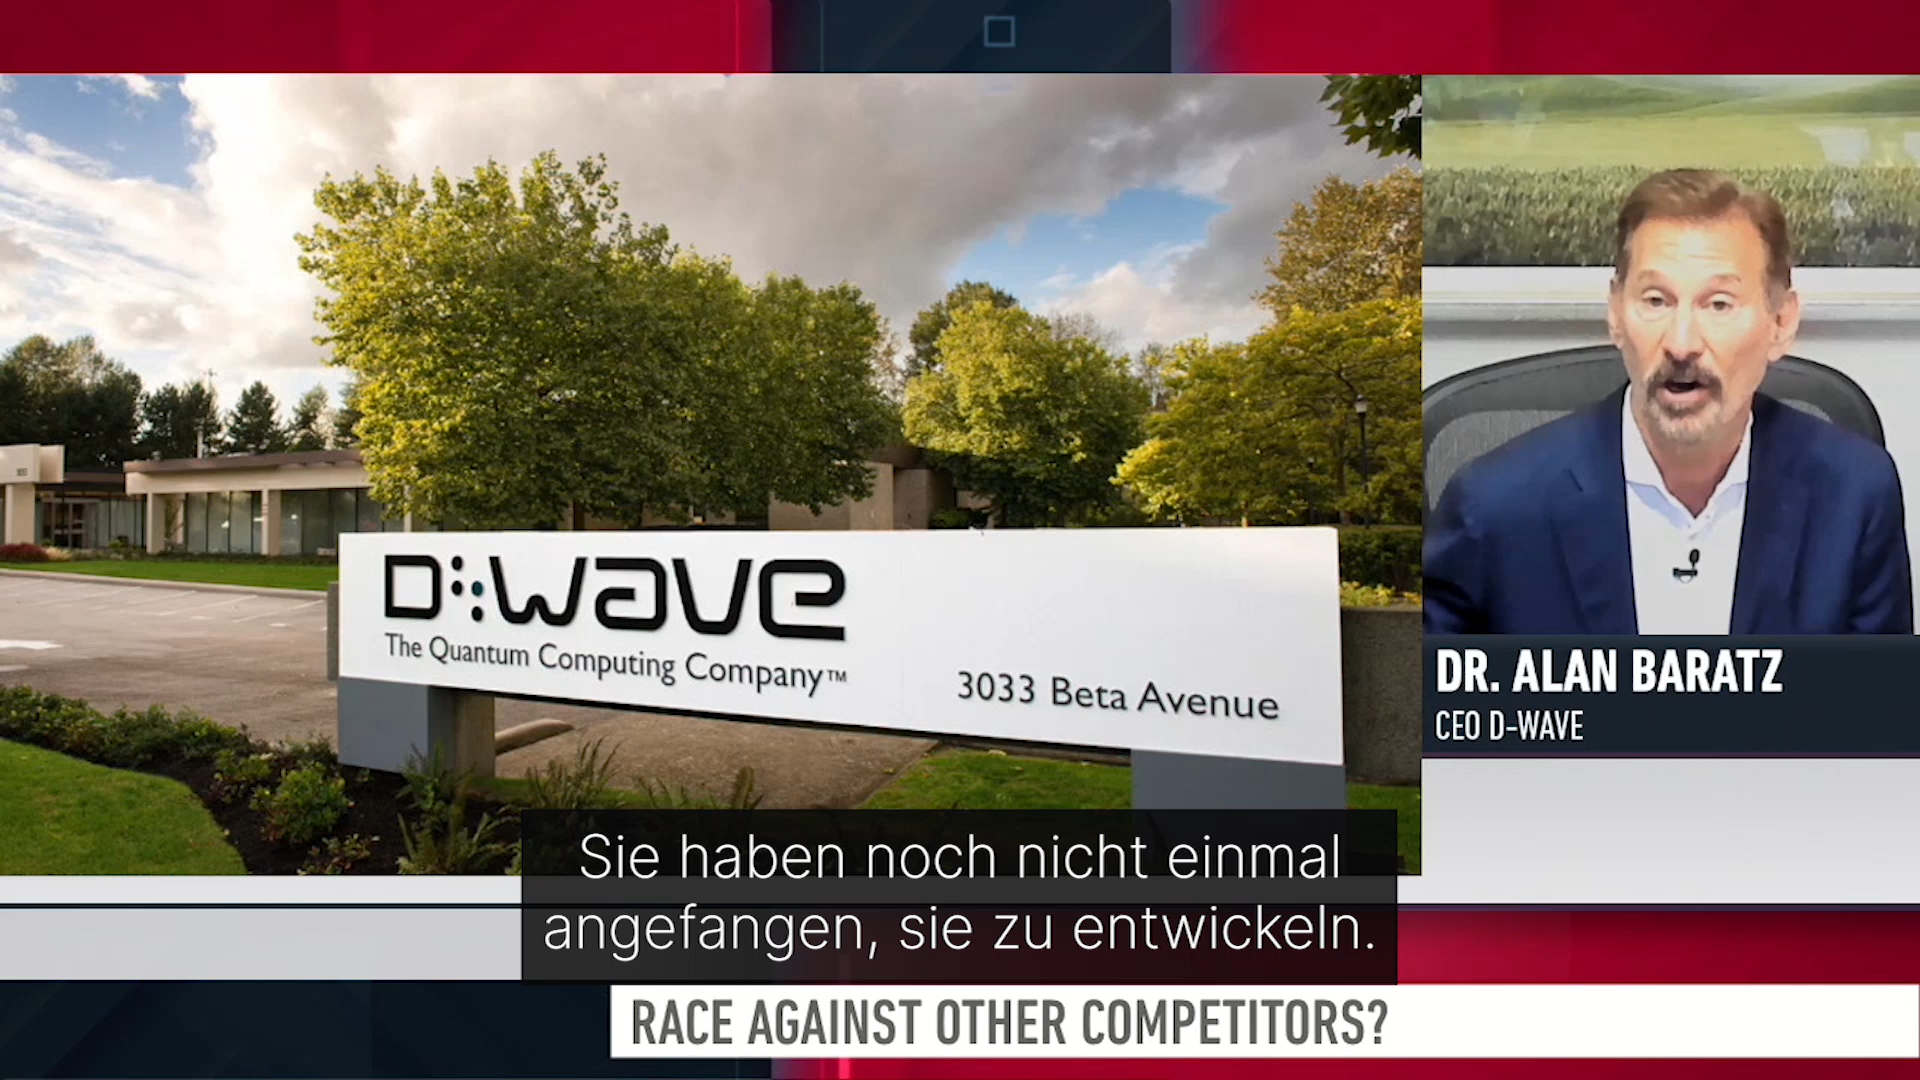 D:wave
The Quantum Computing Company™
3033 Beta Avenue
DR. ALAN BARATZ
CEO D-WAVE
Sie haben noch nicht einmal
angefangen, sie zu entwickeln.
RACE AGAINST OTHER COMPETITORS?